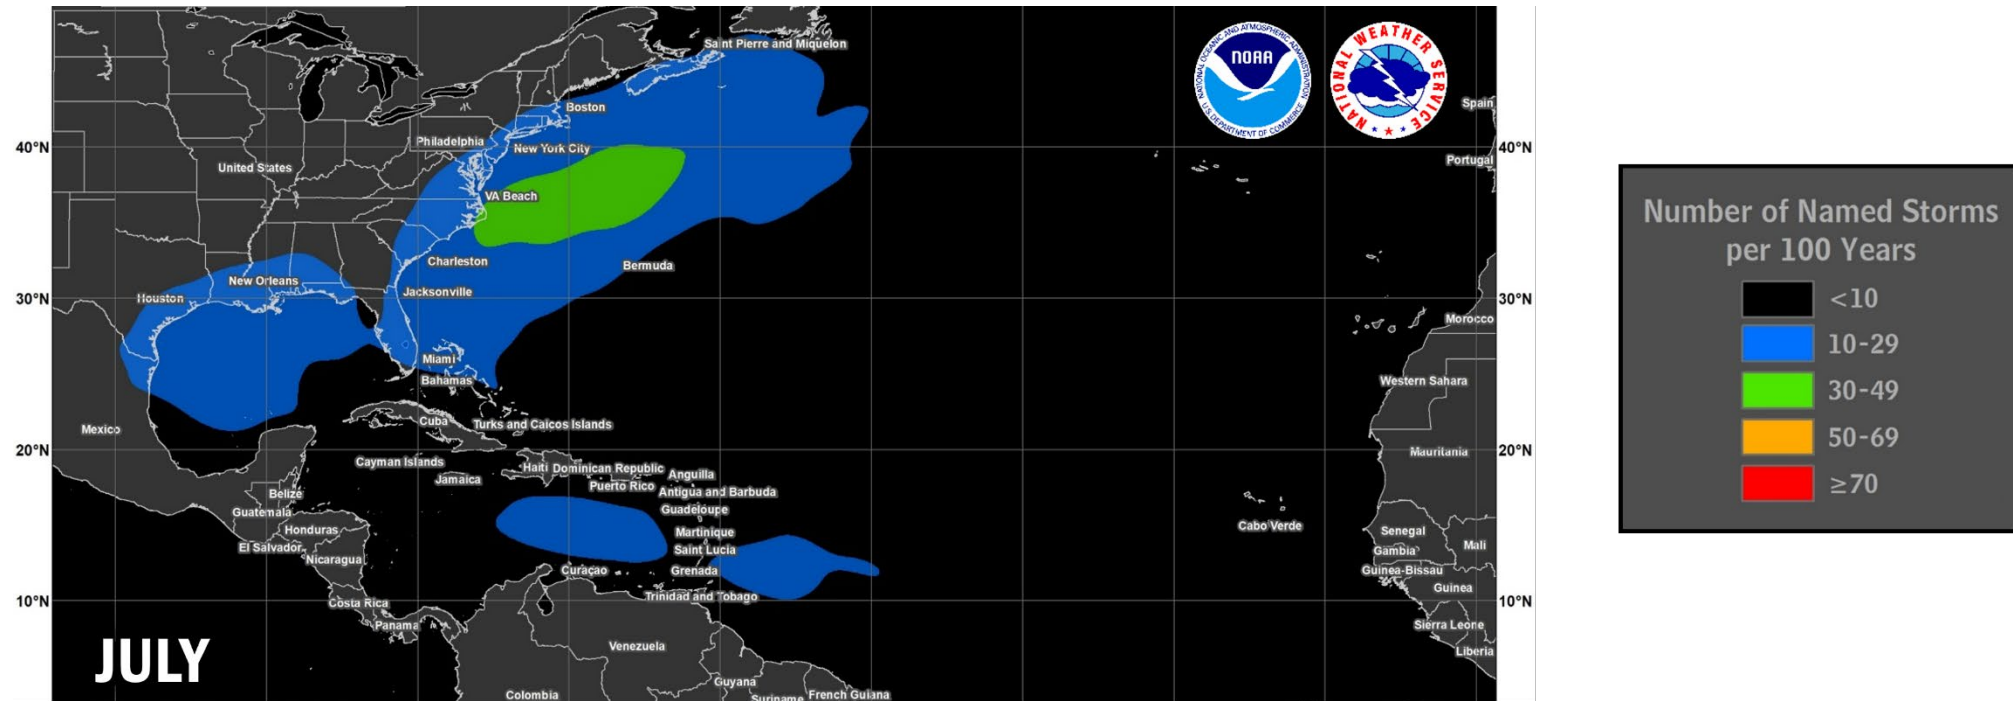 Saint Pierre and Miquelon
NOAA
NATIONAL OCEANIC AND ATMOSPHERIC ADMINISTRATION
U.S. DEPARTMENT OF COMMERCE
NATIONAL WEATHER SERVICE
Boston
Spain
40°N
Philadelphia
New York City
40°N
United States
Portugal
VA Beach
Charleston
Bermuda
New Orleans
Jacksonville
Houston
30°N
30°N
Morocco
Miami
Bahamas
Western Sahara
Mexico
Cuba
Turks and Caicos Islands
20°N
Mauritania
20°N
Cayman Islands
Haiti
Dominican Republic
Anguilla
Jamaica
Puerto Rico
Antigua and Barbuda
Belize
Guatemala
Guadeloupe
Honduras
Martinique
Cabo Verde
Senegal
El Salvador
Saint Lucia
Gambia
Mali
Nicaragua
Curaçao
Grenada
Guinea-Bissau
Guinea
10°N
Costa Rica
Trinidad and Tobago
10°N
Panama
Sierra Leone
JULY
Venezuela
Liberia
Colombia
Guyana
Suriname
French Guiana
Number of Named Storms
per 100 Years
<10
10-29
30-49
50-69
≥70